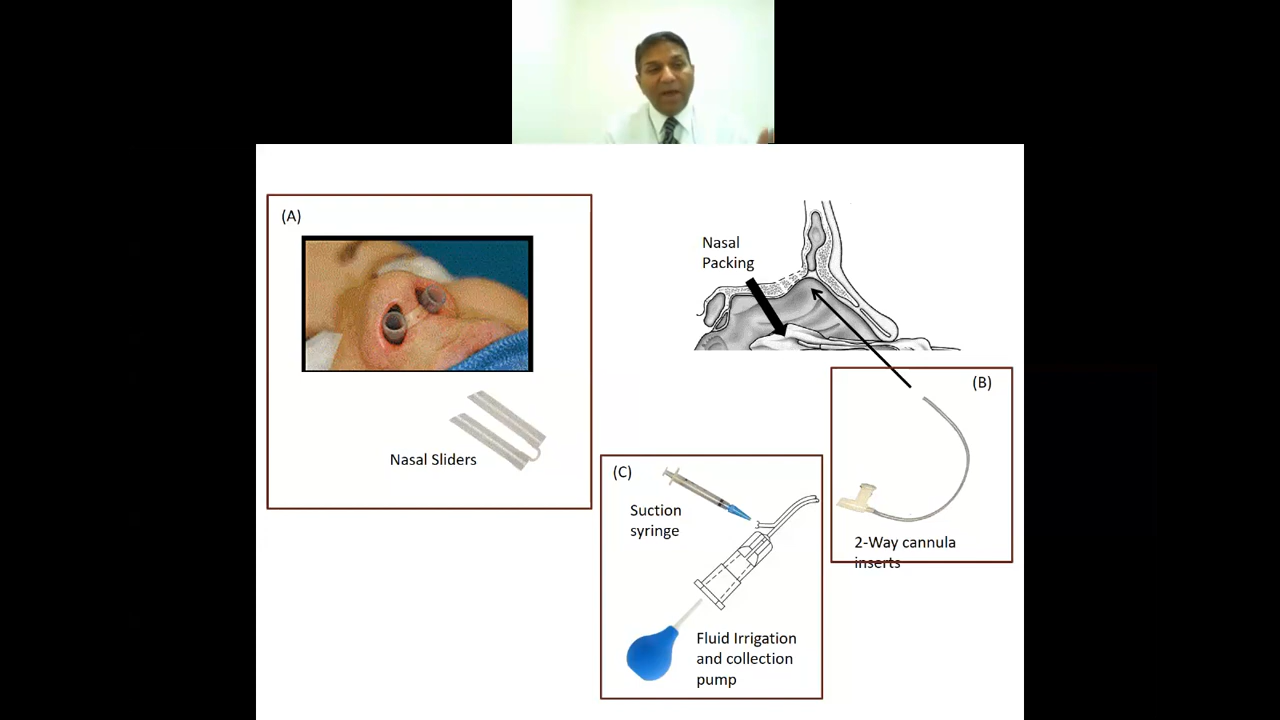 (A)
Nasal Sliders
Nasal
Packing
(B)
2-Way cannula
inserts
(C)
Suction
syringe
Fluid Irrigation
and collection
pump